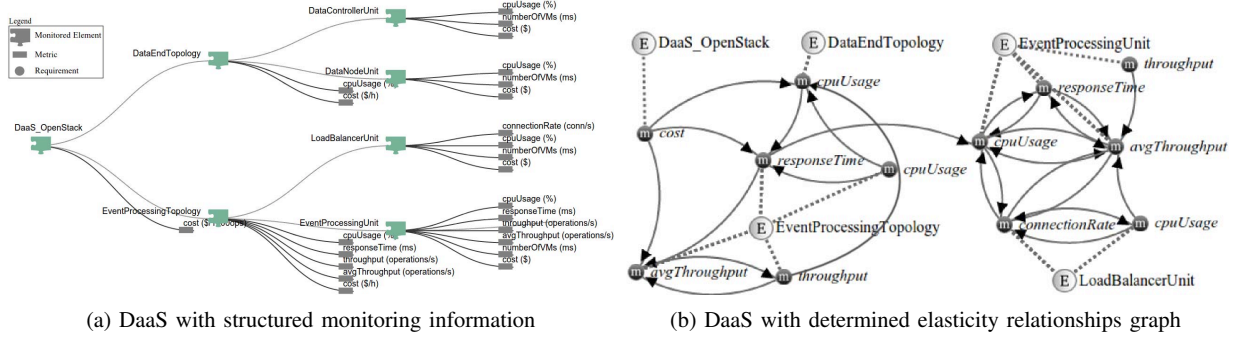 Legend
Monitored Element
Metric
Requirement
DaaS_OpenStack
DataEndTopology
cpuUsage (%)
cost ($/h)
DataControllerUnit
cpuUsage (%)
numberOfVMs (ms)
cost ($)
DataNodeUnit
cpuUsage (%)
numberOfVMs (ms)
cost ($)
LoadBalancerUnit
connectionRate (conn/s)
cpuUsage (%)
numberOfVMs (ms)
cost ($)
EventProcessingTopology
cpuUsage (%)
responseTime (ms)
throughput (operations/s)
avgThroughput (operations/s)
cost ($/h)
EventProcessingUnit
cpuUsage (%)
responseTime (ms)
throughput (operations/s)
avgThroughput (operations/s)
numberOfVMs (ms)
cost ($)
(a) DaaS with structured monitoring information
E DaaS_OpenStack
E DataEndTopology
m cpuUsage
m cost
m responseTime
m cpuUsage
E EventProcessingTopology
m avgThroughput
m throughput
E EventProcessingUnit
m throughput
m responseTime
m cpuUsage
m avgThroughput
m connectionRate
m cpuUsage
E LoadBalancerUnit
(b) DaaS with determined elasticity relationships graph